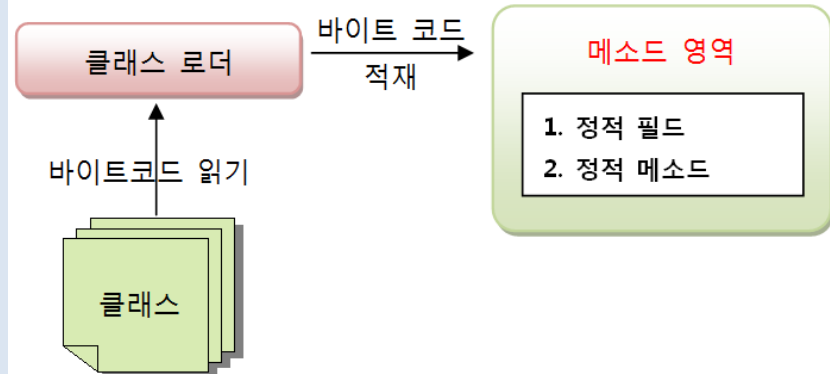 클래스 로더
바이트 코드
적재
메소드 영역
1. 정적 필드
2. 정적 메소드
바이트코드 읽기
클래스